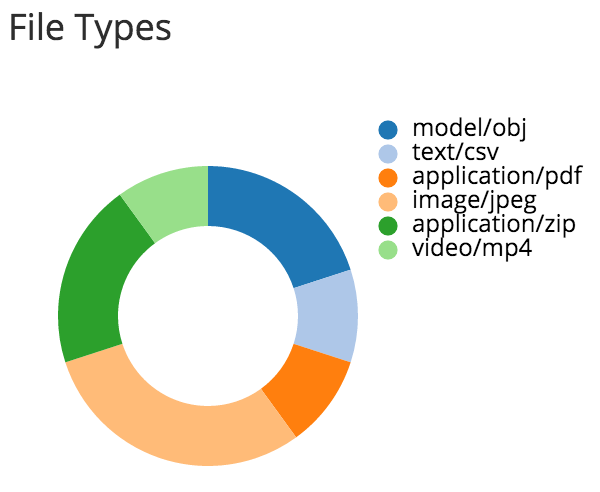 File Types
model/obj
text/csv
application/pdf
image/jpeg
application/zip
video/mp4